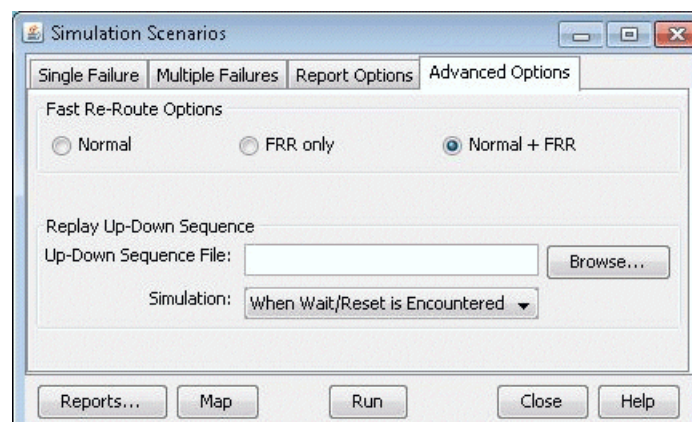 Simulation Scenarios
Single Failure Multiple Failures Report Options Advanced Options
Fast Re-Route Options
Normal FRR only Normal + FRR
Replay Up-Down Sequence
Up-Down Sequence File: Browse...
Simulation: When Wait/Reset is Encountered
Reports... Map Run Close Help